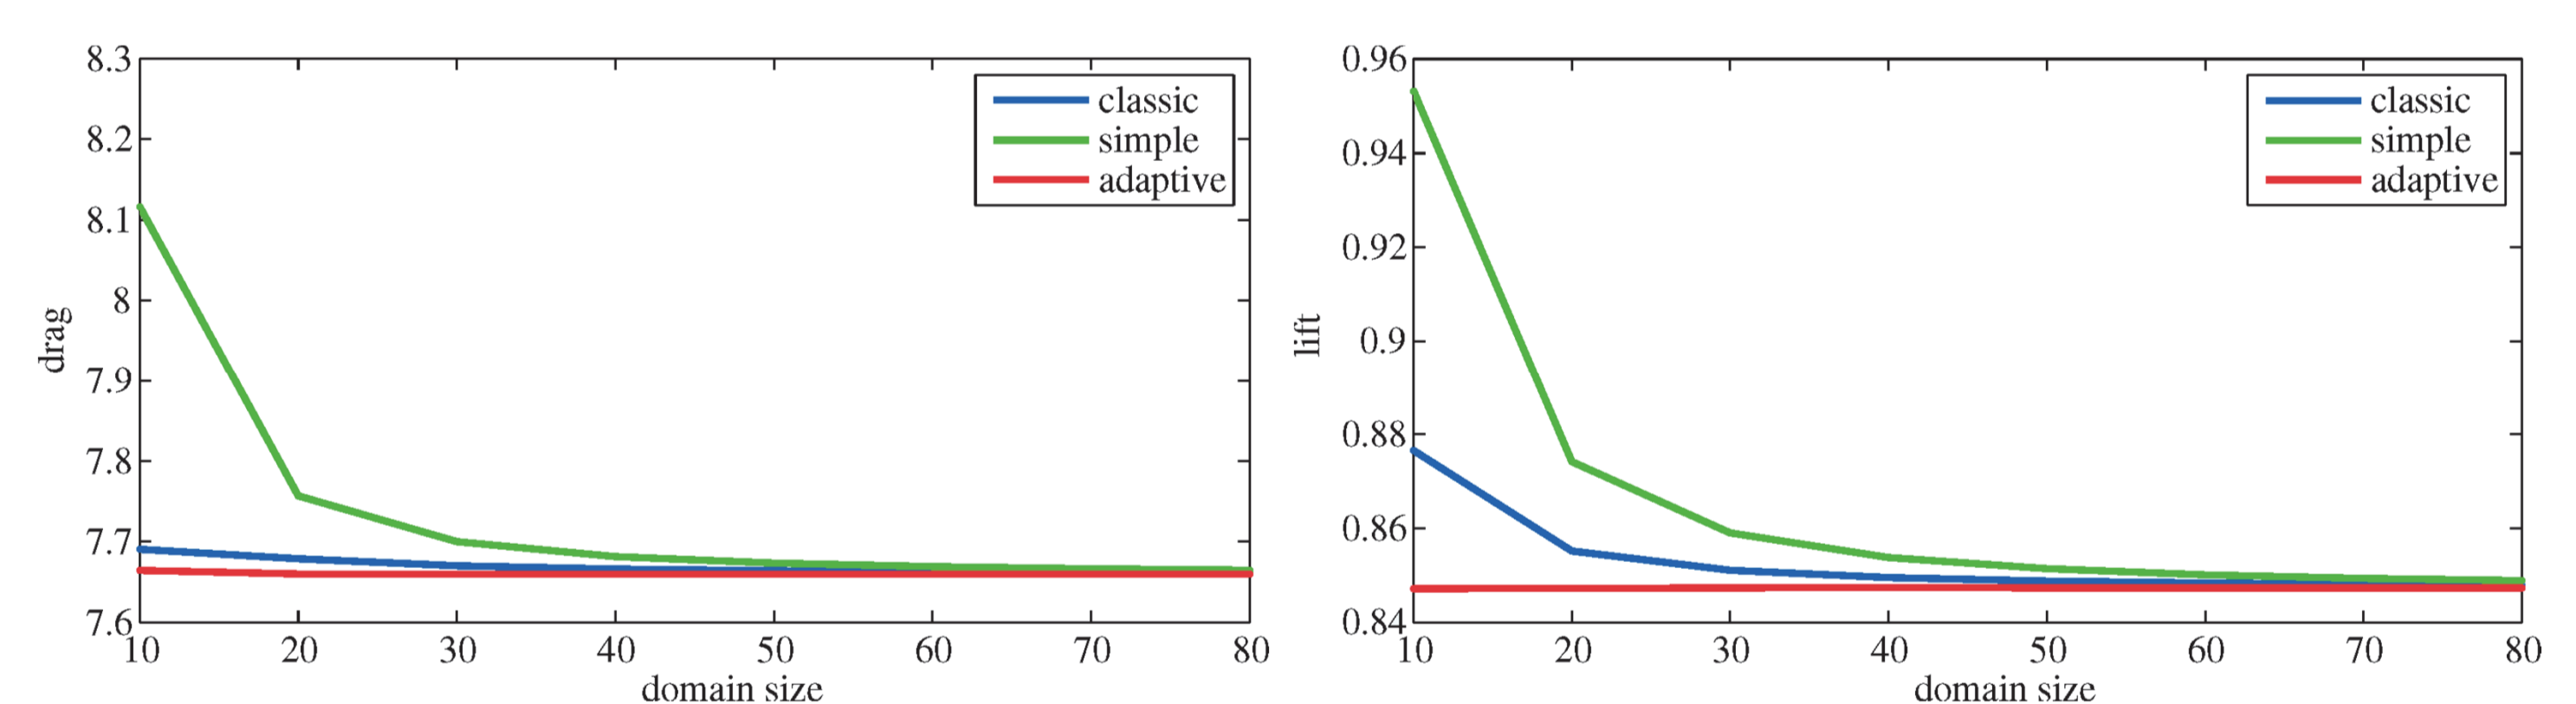 8.3
8.2
8.1
8
7.9
7.8
7.7
7.6
drag
10 20 30 40 50 60 70 80
domain size
classic
simple
adaptive
0.96
0.94
0.92
0.9
0.88
0.86
0.84
lift
10 20 30 40 50 60 70 80
domain size
classic
simple
adaptive